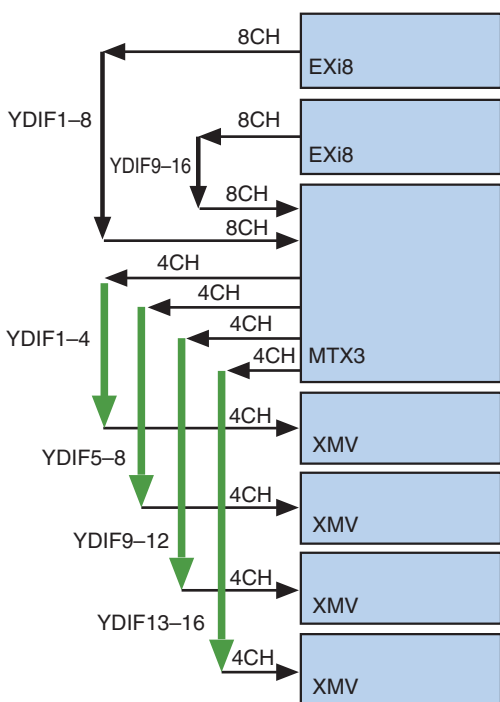 8CH
EXi8
YDIF1–8
8CH
EXi8
YDIF9–16
8CH
8CH
4CH
4CH
4CH
4CH
MTX3
YDIF1–4
4CH
XMV
YDIF5–8
4CH
XMV
YDIF9–12
4CH
XMV
YDIF13–16
4CH
XMV